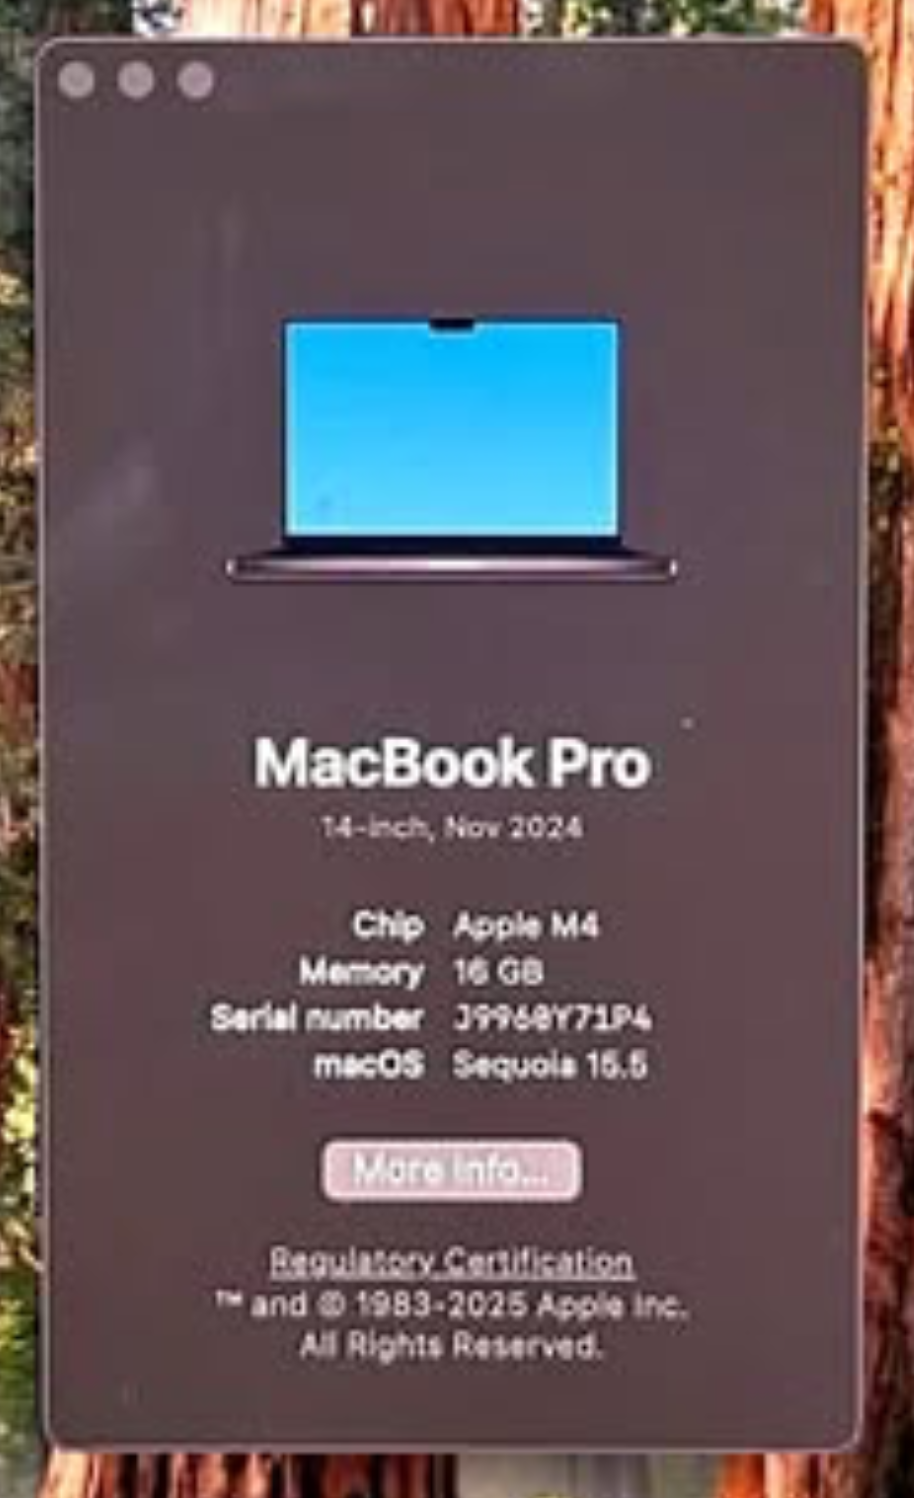 MacBook Pro
14-inch, Nov 2024
Chip Apple M4
Memory 16 GB
Serial number J9960Y71P4
macOS Sequoia 15.5
More Info...
Regulatory Certification
™ and © 1983-2025 Apple Inc.
All Rights Reserved.